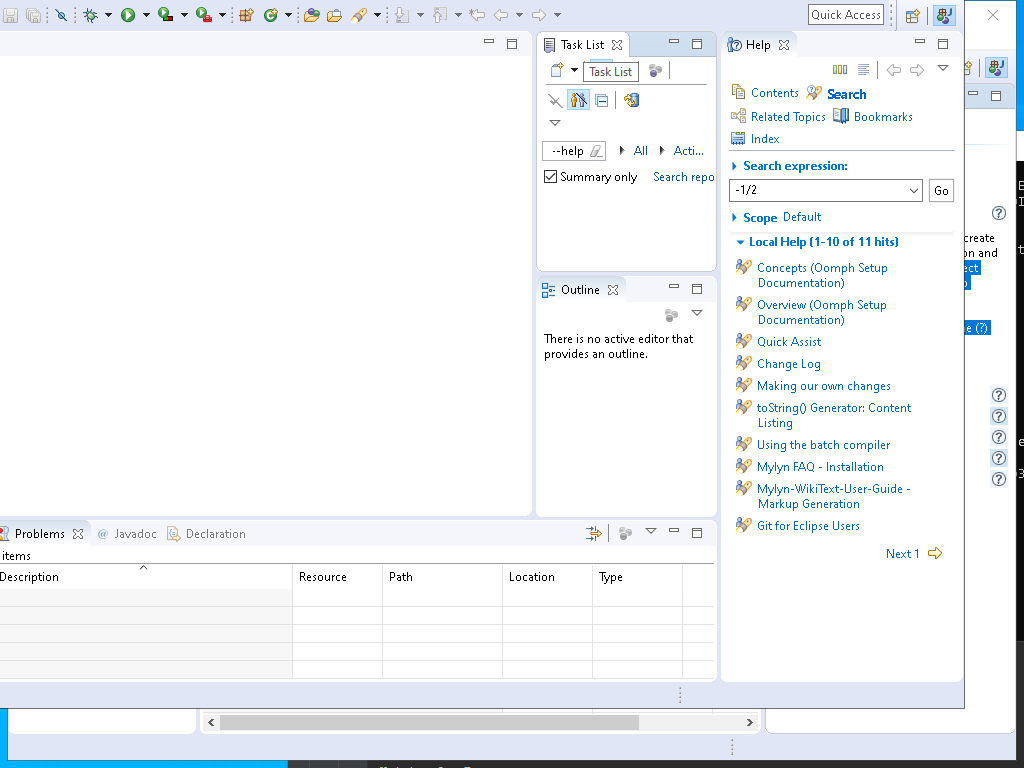 Quick Access
Task List
Task List
--help
All
Acti...
Summary only
Search repo
Outline
There is no active editor that
provides an outline.
Help
Contents
Search
Related Topics
Bookmarks
Index
Search expression:
-1/2
Go
Scope Default
Local Help (1-10 of 11 hits)
Concepts (Oomph Setup
Documentation)
Overview (Oomph Setup
Documentation)
Quick Assist
Change Log
Making our own changes
toString() Generator: Content
Listing
Using the batch compiler
Mylyn FAQ - Installation
Mylyn-WikiText-User-Guide -
Markup Generation
Git for Eclipse Users
Next 1
create
on and
ect
e (?)
Problems
@ Javadoc
Declaration
items
Description
Resource
Path
Location
Type